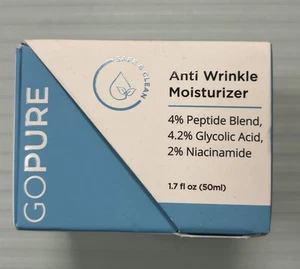 GOPURE
SAFE & CLEAN
Anti Wrinkle
Moisturizer
4% Peptide Blend,
4.2% Glycolic Acid,
2% Niacinamide
1.7 fl oz (50ml)